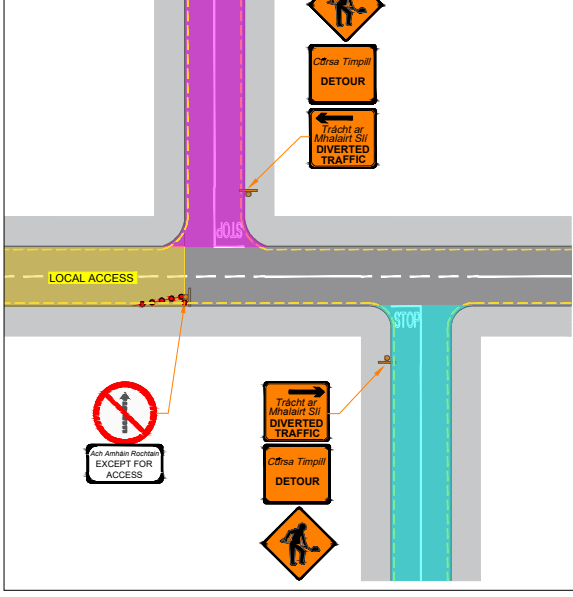 Cúrsa Timpill
DETOUR
Trácht ar
Mhalairt Slí
DIVERTED
TRAFFIC
STOP
LOCAL ACCESS
STOP
Ach Amháin Rochtain
EXCEPT FOR
ACCESS
Trácht ar
Mhalairt Slí
DIVERTED
TRAFFIC
Cúrsa Timpill
DETOUR